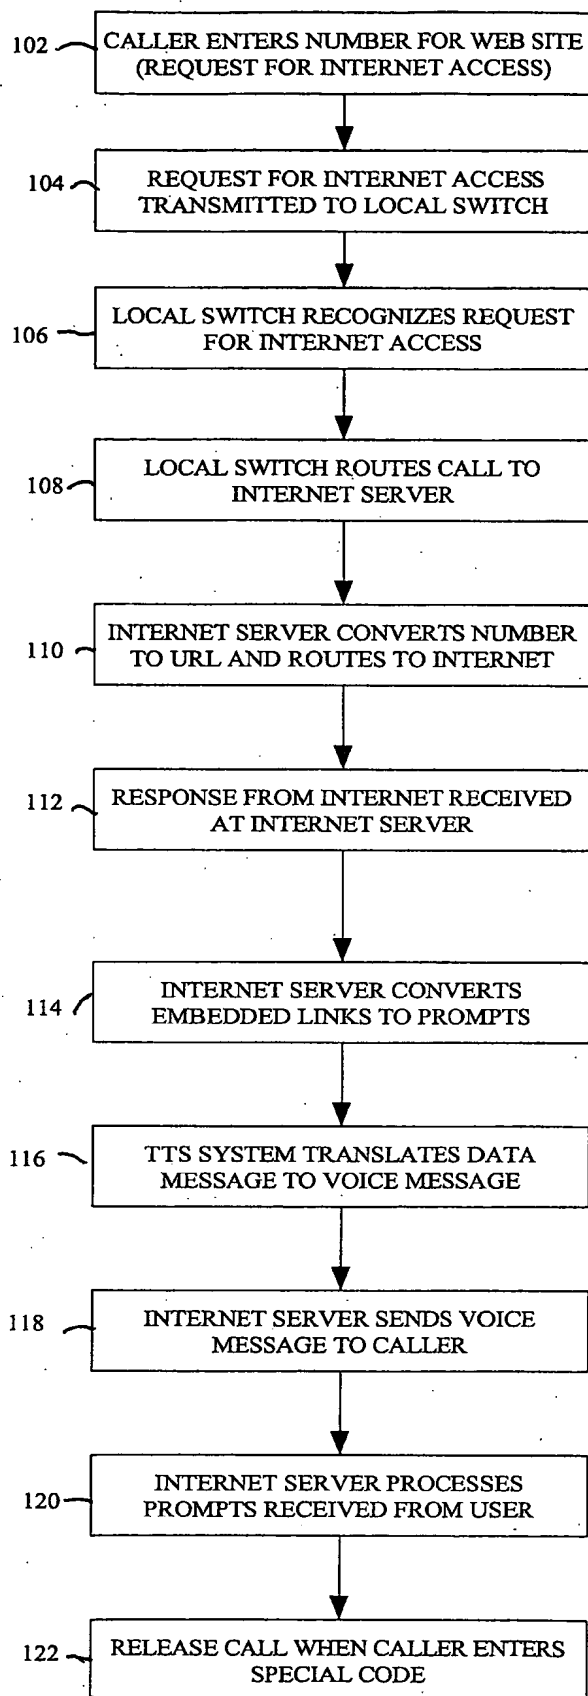 102
CALLER ENTERS NUMBER FOR WEB SITE
(REQUEST FOR INTERNET ACCESS)
104
REQUEST FOR INTERNET ACCESS
TRANSMITTED TO LOCAL SWITCH
106
LOCAL SWITCH RECOGNIZES REQUEST
FOR INTERNET ACCESS
108
LOCAL SWITCH ROUTES CALL TO
INTERNET SERVER
110
INTERNET SERVER CONVERTS NUMBER
TO URL AND ROUTES TO INTERNET
112
RESPONSE FROM INTERNET RECEIVED
AT INTERNET SERVER
114
INTERNET SERVER CONVERTS
EMBEDDED LINKS TO PROMPTS
116
TTS SYSTEM TRANSLATES DATA
MESSAGE TO VOICE MESSAGE
118
INTERNET SERVER SENDS VOICE
MESSAGE TO CALLER
120
INTERNET SERVER PROCESSES
PROMPTS RECEIVED FROM USER
122
RELEASE CALL WHEN CALLER ENTERS
SPECIAL CODE